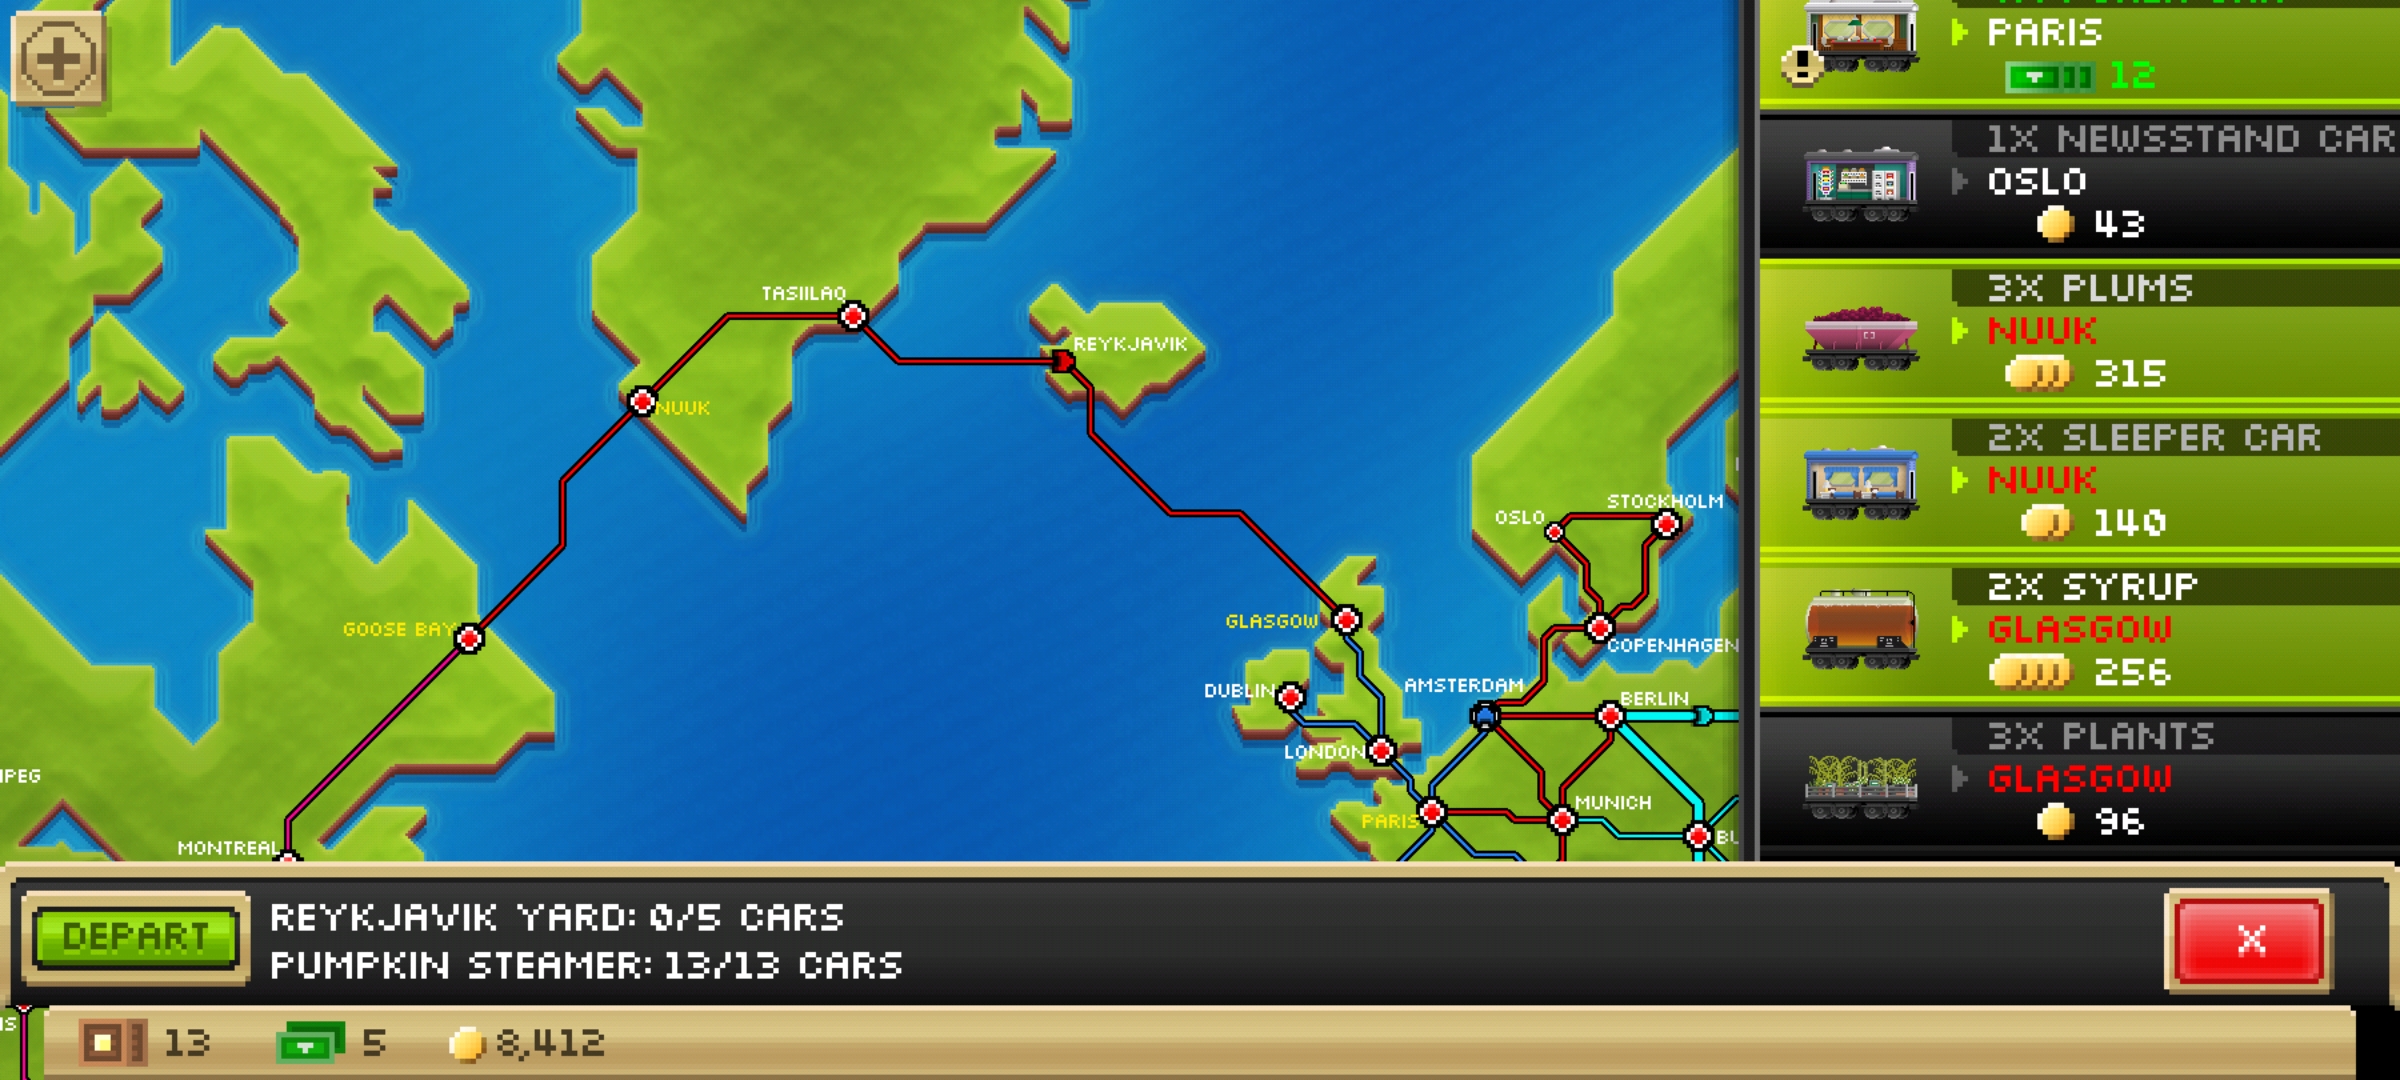 PARIS
12
1X NEWSSTAND CAR
OSLO
43
3X PLUMS
NUUK
315
2X SLEEPER CAR
NUUK
140
2X SYRUP
GLASGOW
256
3X PLANTS
GLASGOW
96
TASIILAQ
REYKJAVIK
NUUK
GOOSE BAY
MONTREAL
PEG
GLASGOW
DUBLIN
LONDON
PARIS
AMSTERDAM
OSLO
STOCKHOLM
COPENHAGEN
BERLIN
MUNICH
BU
DEPART
REYKJAVIK YARD: 0/5 CARS
PUMPKIN STEAMER: 13/13 CARS
X
13
5
8,412